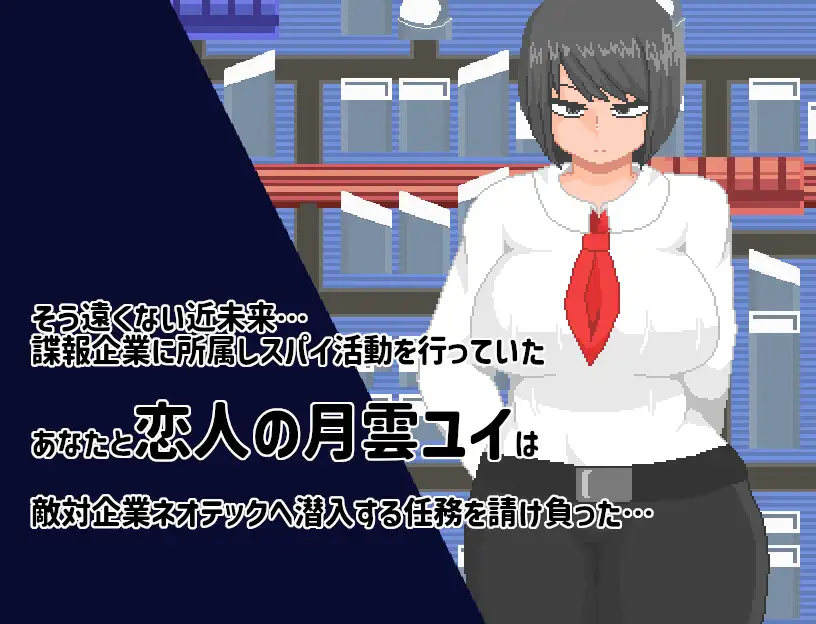 そう遠くない近未来…
諜報企業に所属しスパイ活動を行っていた
あなたと恋人の月雲ユイは
敵対企業ネオテックへ潜入する任務を請け負った…